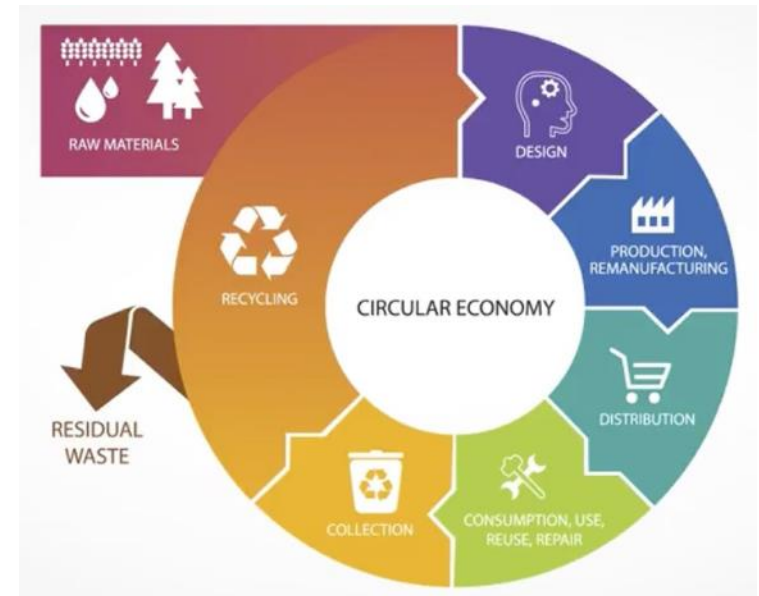 RAW MATERIALS
DESIGN
PRODUCTION,
REMANUFACTURING
RECYCLING
CIRCULAR ECONOMY
DISTRIBUTION
RESIDUAL
WASTE
COLLECTION
CONSUMPTION, USE,
REUSE, REPAIR